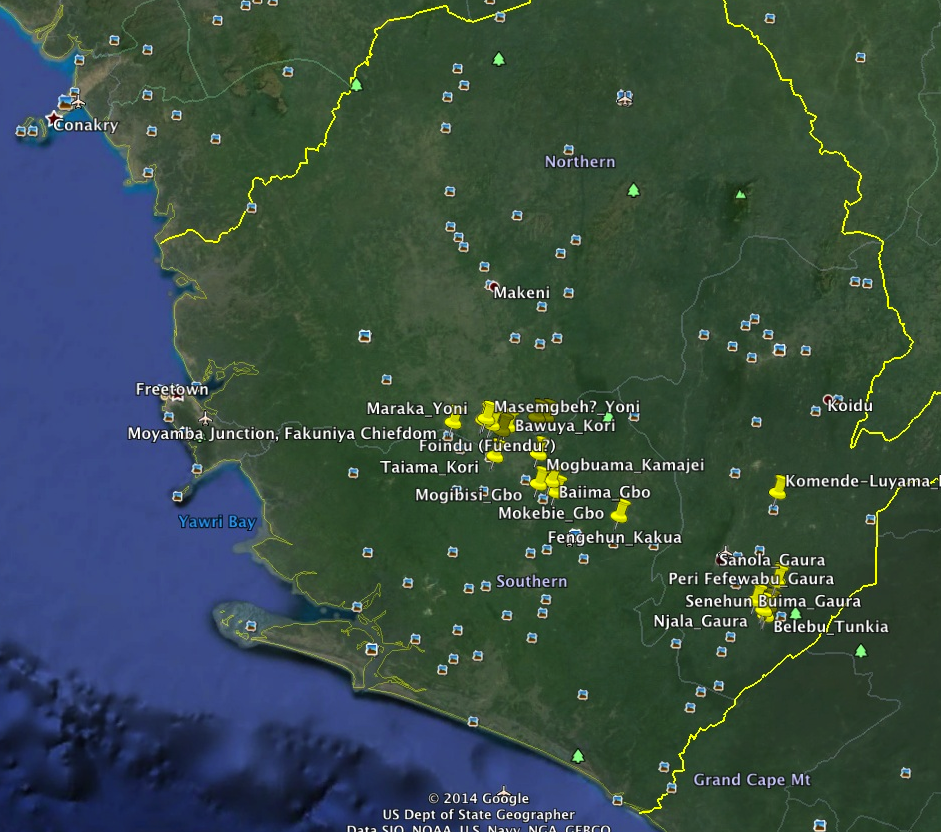 Conakry
Northern
Makeni
Freetown
Koidu
Maraka_Yoni
Masemgbeh?_Yoni
Bawuya_Kori
Moyamba Junction, Fakuniya Chiefdom
Foindu (Fuendu?)
Taiama_Kori
Mogbuama_Kamajei
Komende-Luyama_
Mogibisi_Gbo
Baiima_Gbo
Mokebie_Gbo
Yawri Bay
Fengehun_Kakua
Sanola_Gaura
Southern
Peri Fefewabu_Gaura
Senehun Buima_Gaura
Njala_Gaura
Belebu_Tunkia
Grand Cape Mt
© 2014 Google
US Dept of State Geographer
Data SIO, NOAA, U.S. Navy, NGA, GEBCO